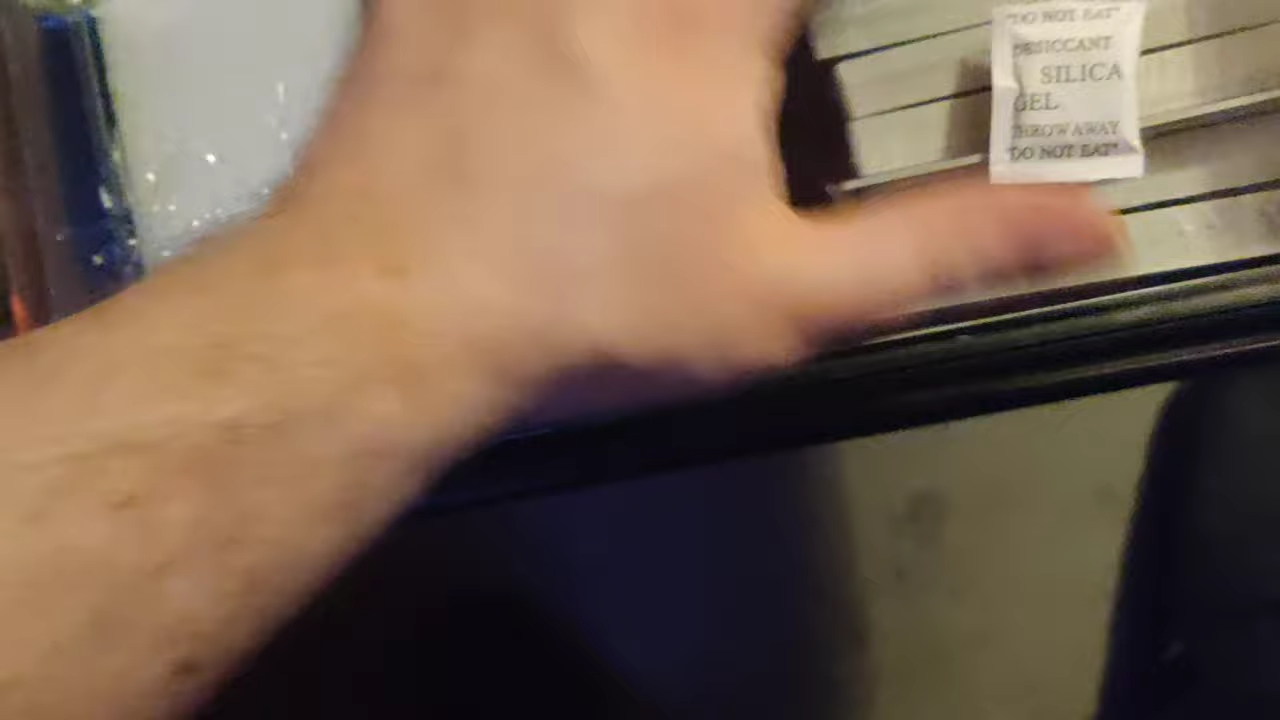 "DO NOT EAT"
DESICCANT
SILICA
GEL
THROW AWAY
"DO NOT EAT"